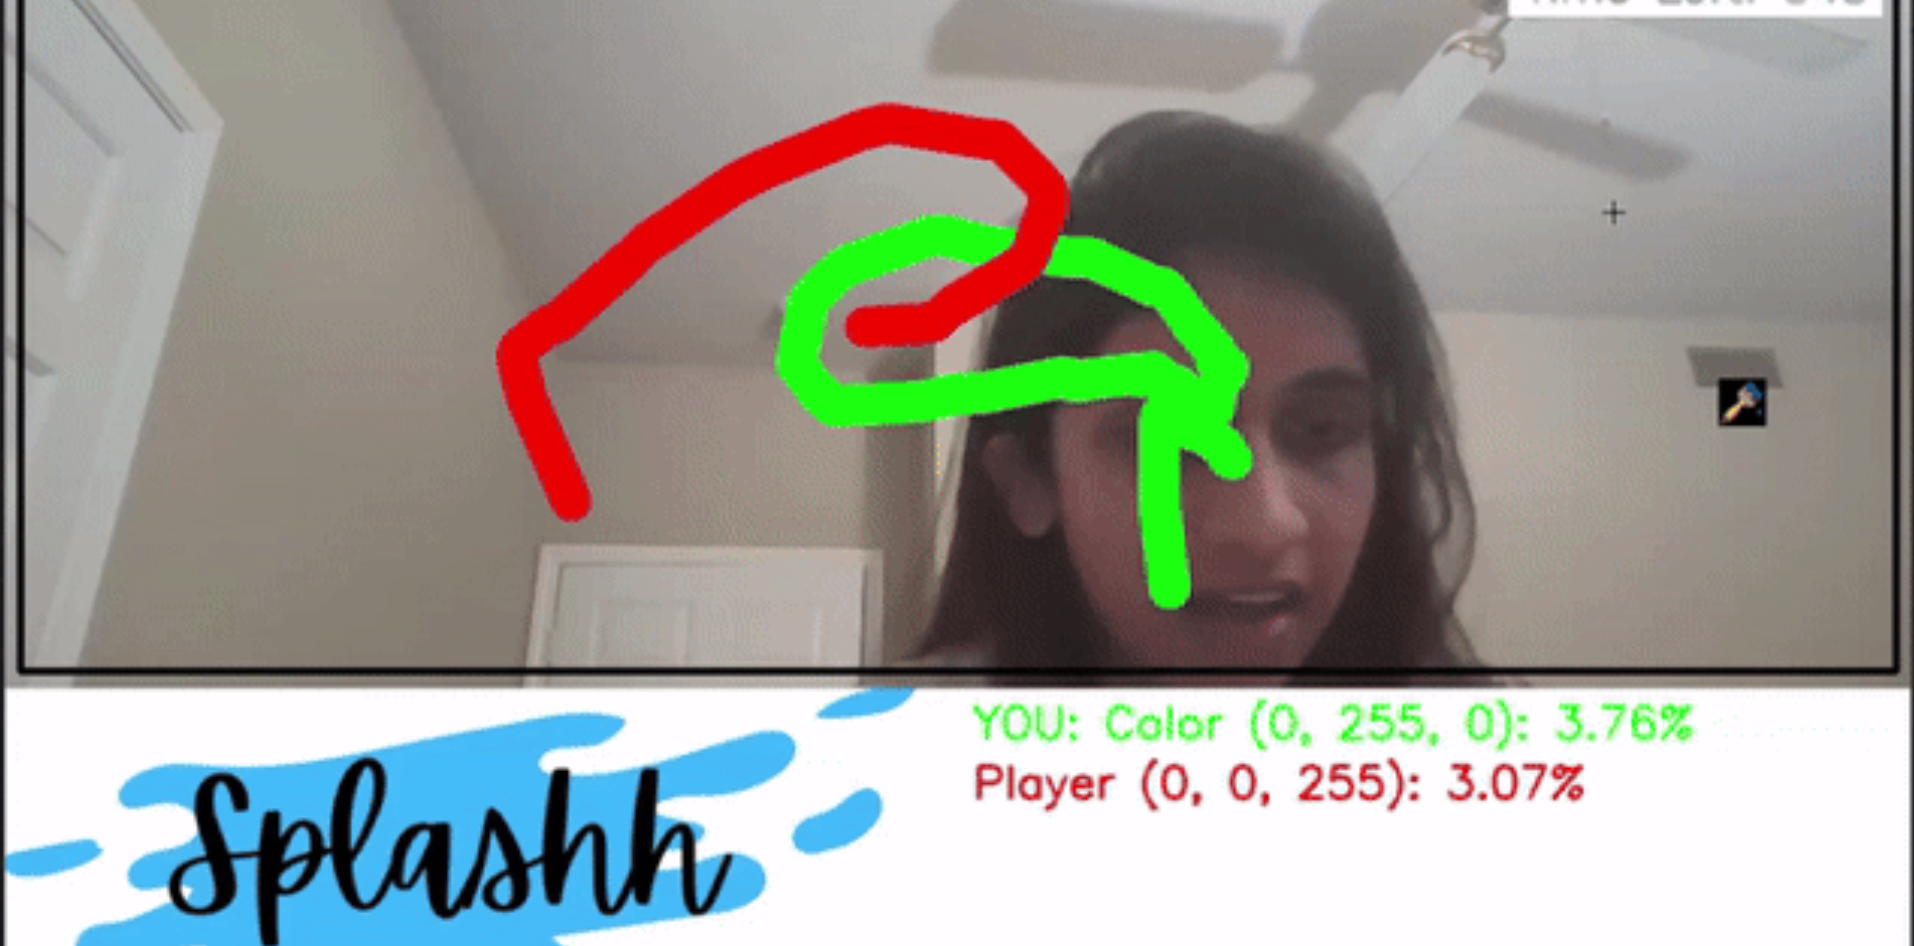 YOU: Color (0, 255, 0): 3.76%
Player (0, 0, 255): 3.07%
Splashh